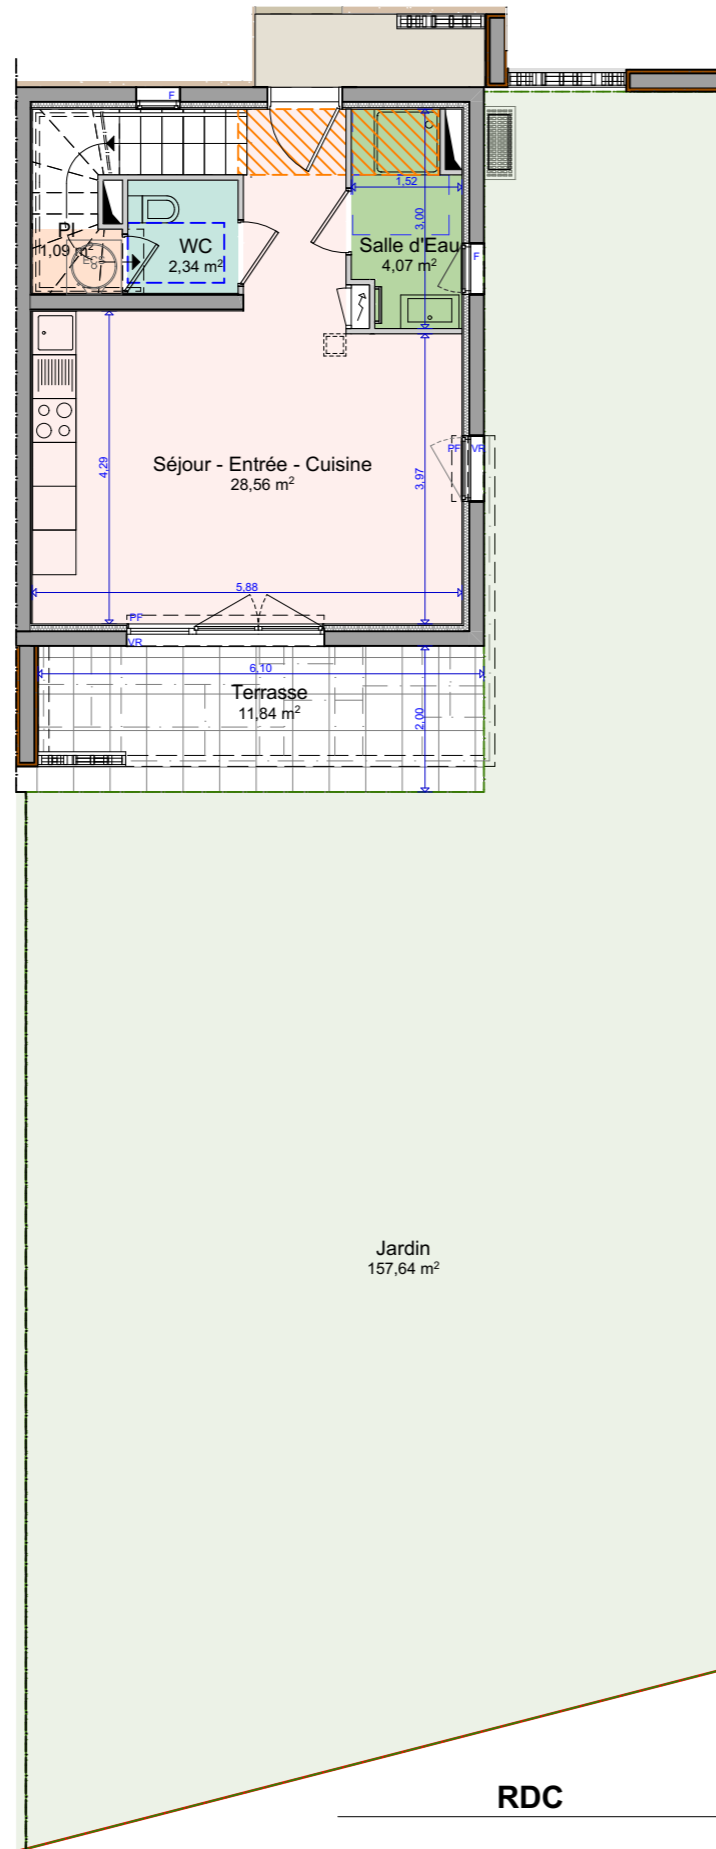 F
1,52
3,00
Pl
1,09 m²
WC
2,34 m²
Salle d'Eau
4,07 m²
F
4,29
Séjour - Entrée - Cuisine
28,56 m²
3,97
PF VR
5,88
PF
VR
6,10
Terrasse
11,84 m²
2,00
Jardin
157,64 m²
RDC